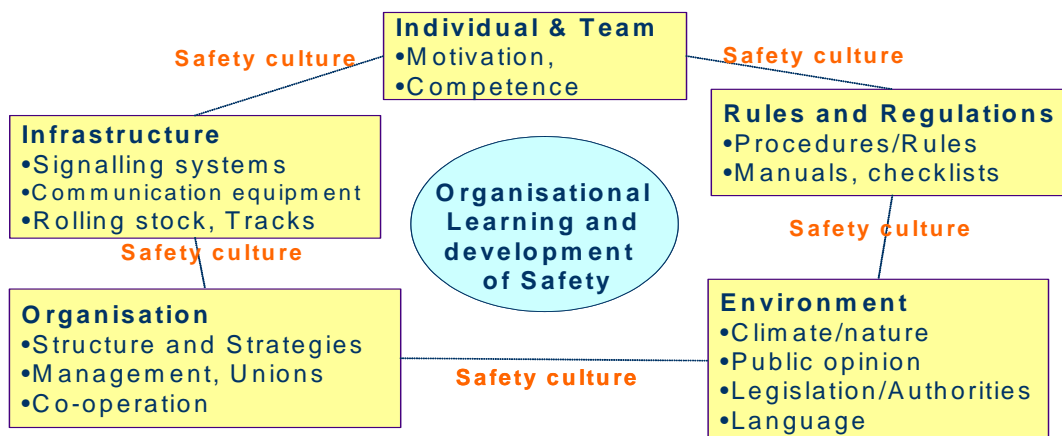 Individual & Team
•Motivation,
•Competence
Safety culture
Safety culture
Infrastructure
•Signalling systems
•Communication equipment
•Rolling stock, Tracks
Rules and Regulations
•Procedures/Rules
•Manuals, checklists
Organisational
Learning and
development
of Safety
Safety culture
Safety culture
Organisation
•Structure and Strategies
•Management, Unions
•Co-operation
Safety culture
Environment
•Climate/nature
•Public opinion
•Legislation/Authorities
•Language